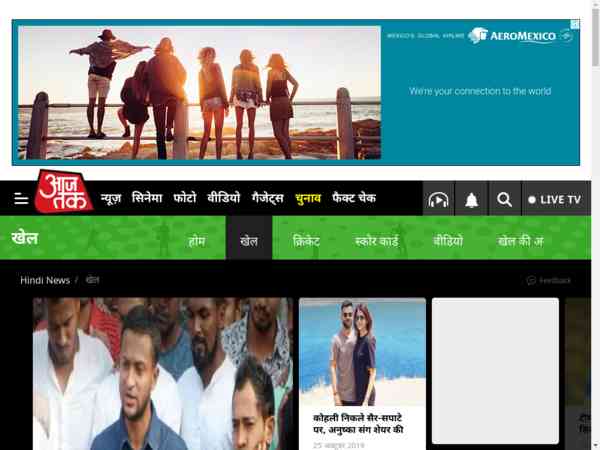 MEXICO'S GLOBAL AIRLINE AEROMEXICO
We're your connection to the world
आज तक
न्यूज़ सिनेमा फोटो वीडियो गैजेट्स चुनाव फैक्ट चेक LIVE TV
खेल
होम खेल क्रिकेट स्कोर कार्ड वीडियो खेल की अ
Hindi News / खेल
Feedback
कोहली निकले सैर-सपाटे
पर, अनुष्का संग शेयर की
25 अक्टूबर 2019